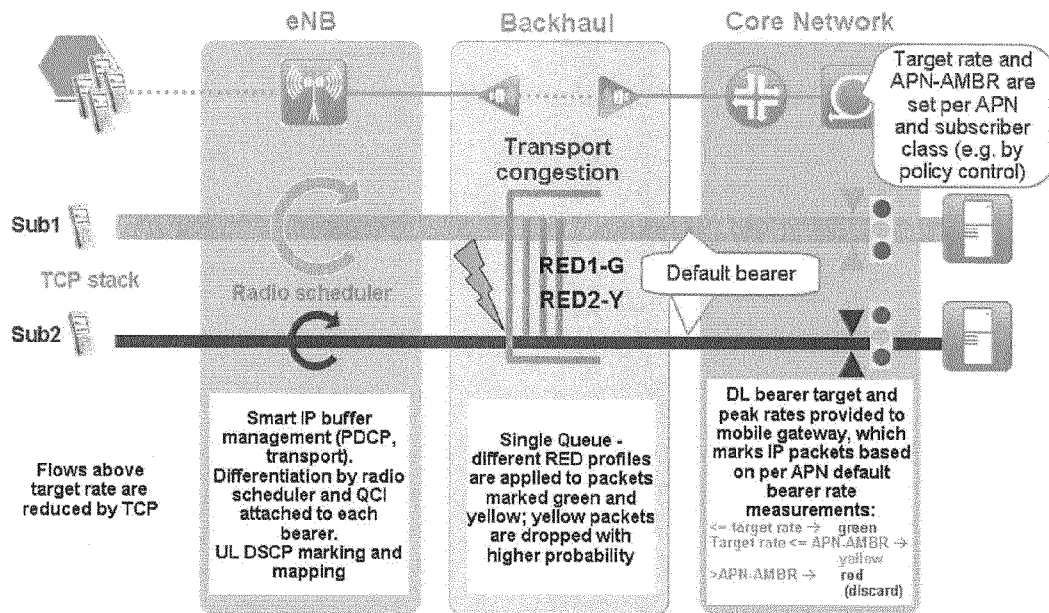 eNB
Backhaul
Core Network
Target rate and
APN-AMBR are
set per APN
and subscriber
class (e.g. by
policy control)
Transport
congestion
Sub1
RED1-G
Default bearer
TCP stack
Radio scheduler
RED2-Y
Sub2
Flows above
target rate are
reduced by TCP
Smart IP buffer
management (PDCP,
transport).
Differentiation by radio
scheduler and QCI
attached to each
bearer.
UL DSCP marking and
mapping
Single Queue -
different RED profiles
are applied to packets
marked green and
yellow; yellow packets
are dropped with
higher probability
DL bearer target and
peak rates provided to
mobile gateway, which
marks IP packets based
on per APN default
bearer rate
measurements:
<= target rate → green
Target rate <= APN-AMBR →
yellow
>APN-AMBR → red
(discard)